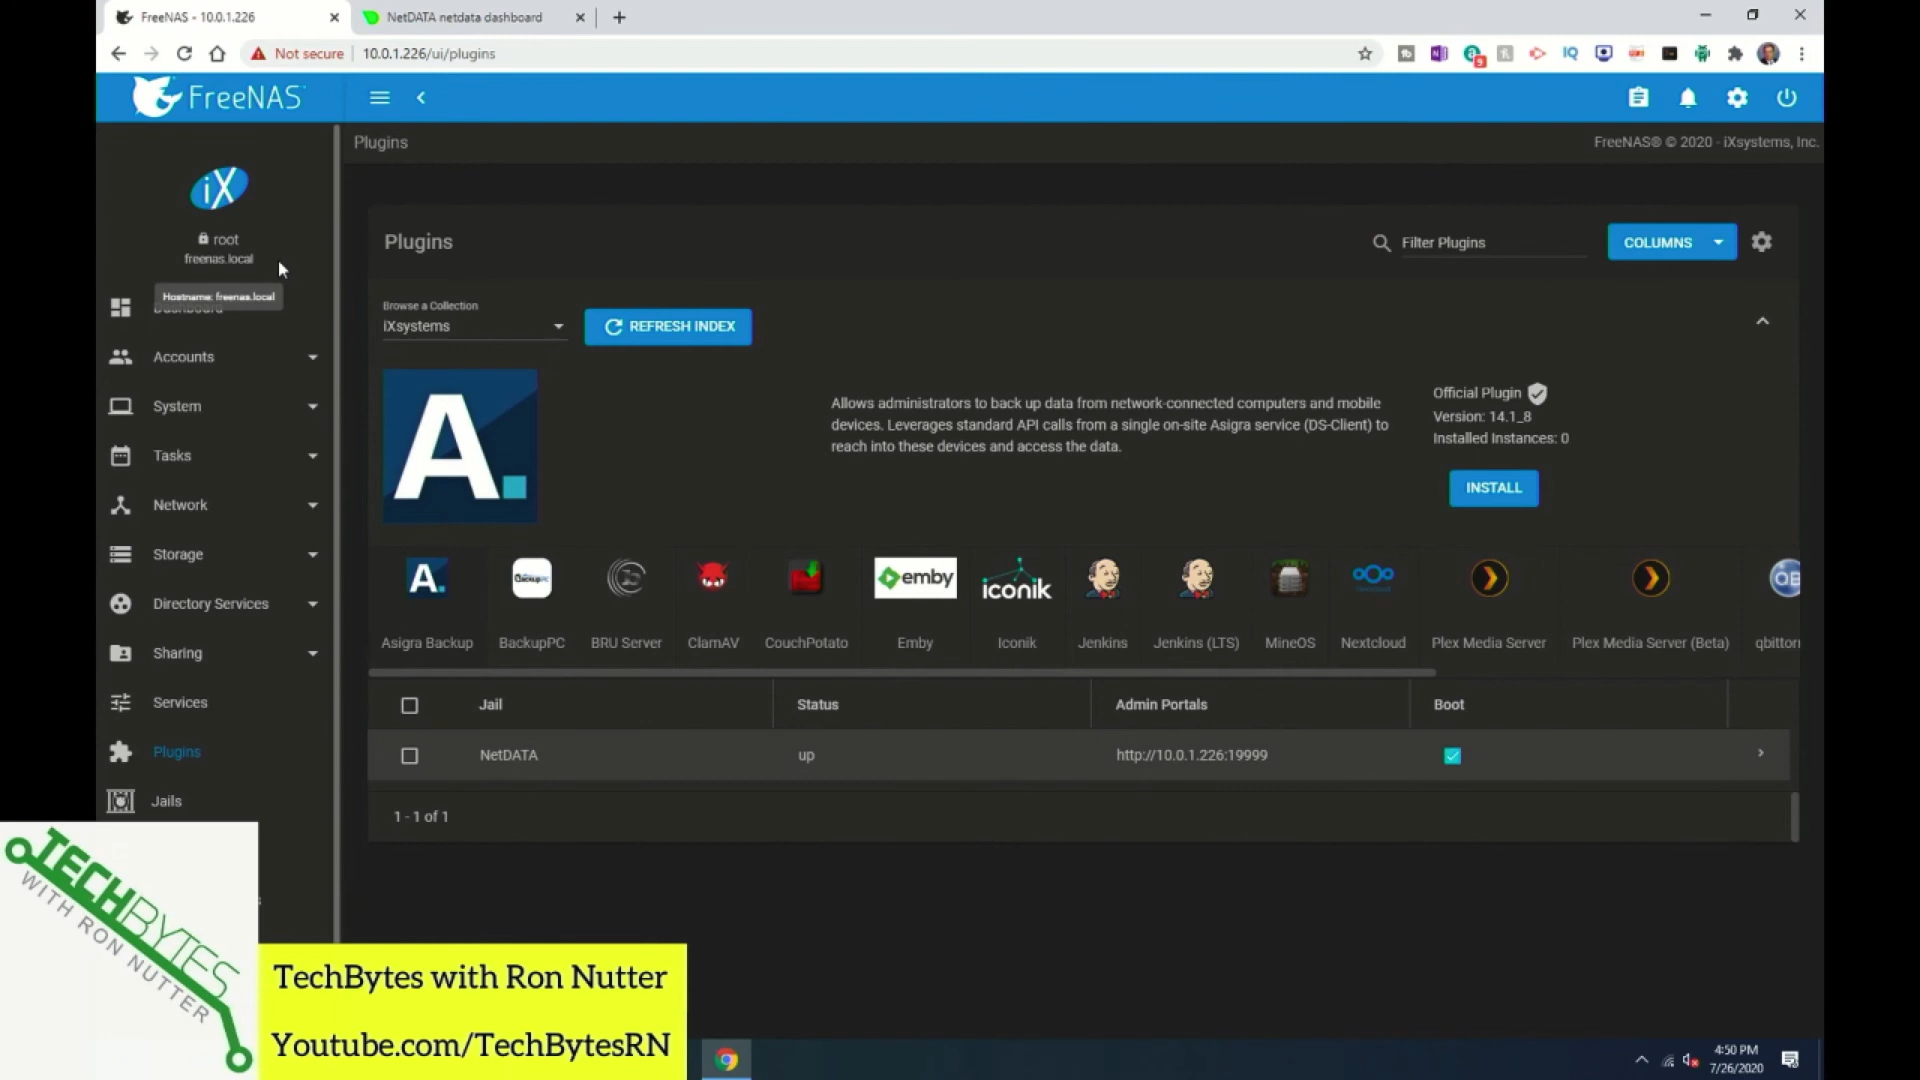 FreeNAS - 10.0.1.226
NetDATA netdata dashboard
Not secure
10.0.1.226/ui/plugins
FreeNAS
Plugins
FreeNAS® © 2020 - iXsystems, Inc.
iX
root
freenas.local
Hostname: freenas.local
Dashboard
Accounts
System
Tasks
Network
Storage
Directory Services
Sharing
Services
Plugins
Jails
Plugins
Filter Plugins
COLUMNS
Browse a Collection
iXsystems
REFRESH INDEX
A.
Allows administrators to back up data from network-connected computers and mobile
devices. Leverages standard API calls from a single on-site Asigra service (DS-Client) to
reach into these devices and access the data.
Official Plugin
Version: 14.1_8
Installed Instances: 0
INSTALL
A.
BackupPC
emby
iconik
Asigra Backup
BackupPC
BRU Server
ClamAV
CouchPotato
Emby
Iconik
Jenkins
Jenkins (LTS)
MineOS
Nextcloud
Plex Media Server
Plex Media Server (Beta)
qbittorr
Jail
Status
Admin Portals
Boot
NetDATA
up
http://10.0.1.226:19999
1 - 1 of 1
TECHBYTES
WITH RON NUTTER
TechBytes with Ron Nutter
Youtube.com/TechBytesRN
4:50 PM
7/26/2020